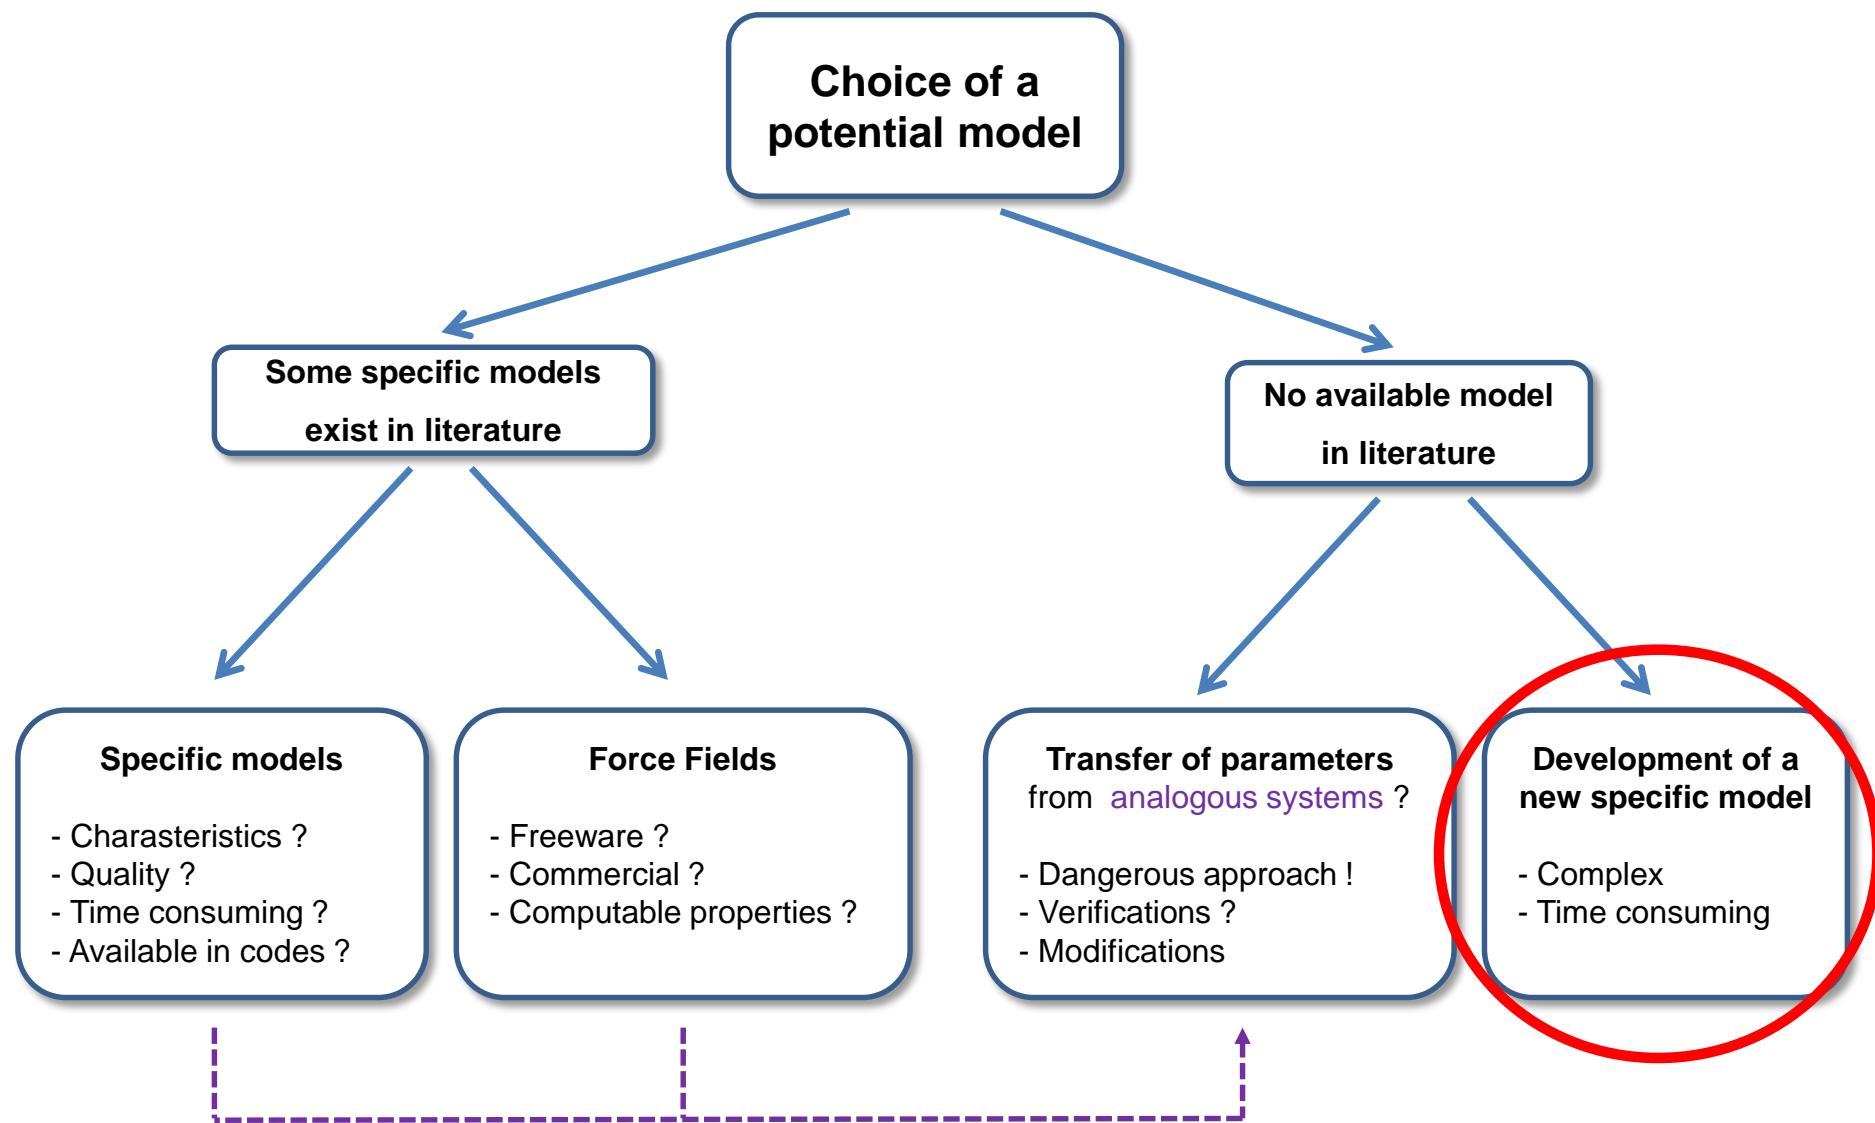 Choice of a
potential model
Some specific models
exist in literature
No available model
in literature
Specific models
- Charasteristics ?
- Quality ?
- Time consuming ?
- Available in codes ?
Force Fields
- Freeware ?
- Commercial ?
- Computable properties ?
Transfer of parameters
from analogous systems ?
- Dangerous approach !
- Verifications ?
- Modifications
Development of a
new specific model
- Complex
- Time consuming